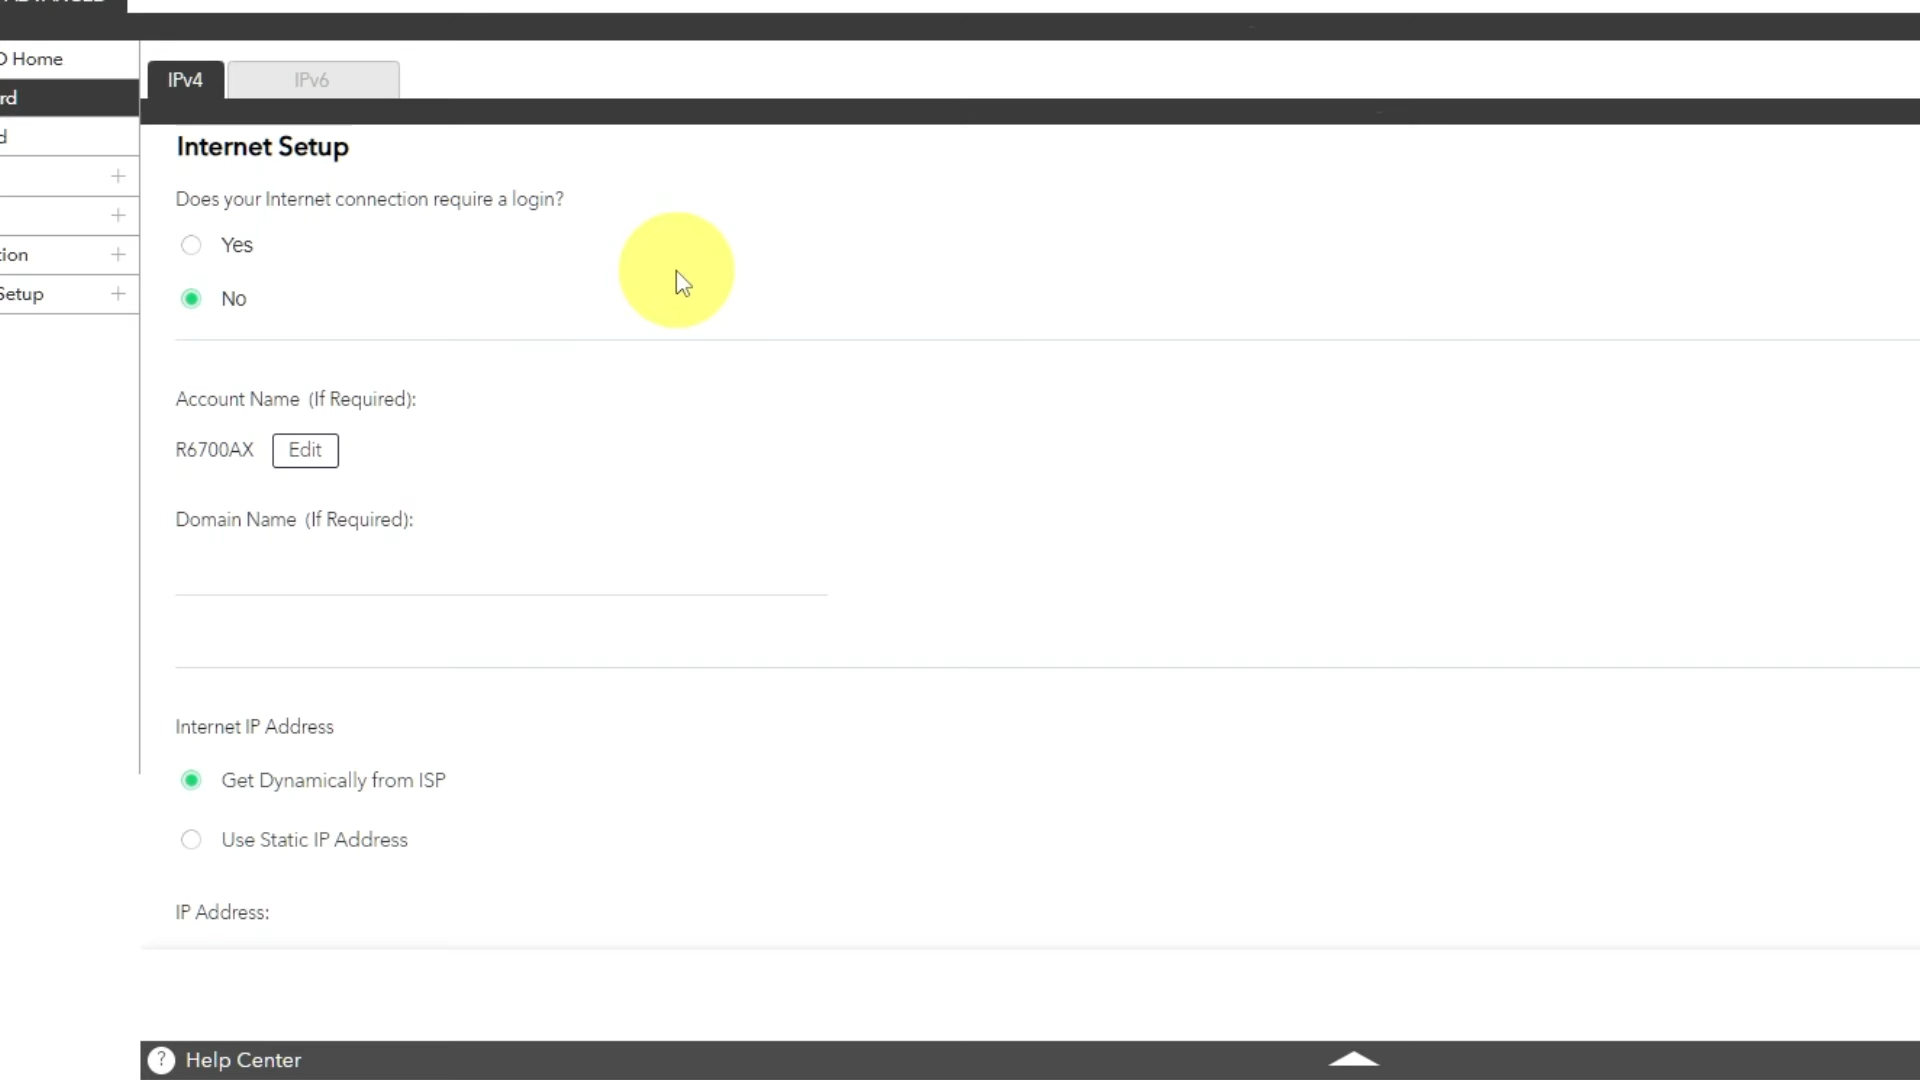 Home
IPv4
IPv6
Internet Setup
Does your Internet connection require a login?
Yes
No
Setup
Account Name (If Required):
R6700AX
Edit
Domain Name (If Required):
Internet IP Address
Get Dynamically from ISP
Use Static IP Address
IP Address:
? Help Center